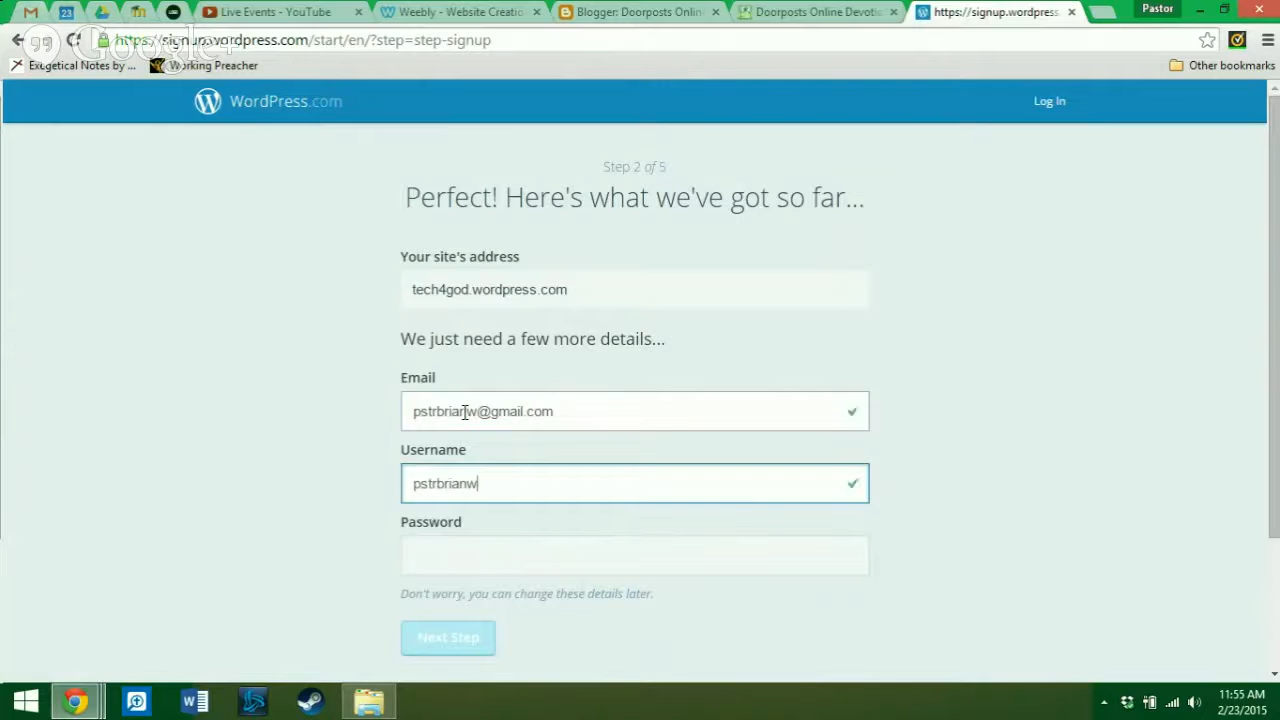 Live Events - YouTube
Weebly - Website Creatio
Blogger: Doorposts Onlin
Doorposts Online Devoti
https://signup.wordpress.
Pastor
23
https://signup.wordpress.com/start/en/?step=step-signup
Google+
Exegetical Notes by ...
Working Preacher
Other bookmarks
WordPress.com
Log In
Step 2 of 5
Perfect! Here's what we've got so far...
Your site's address
tech4god.wordpress.com
We just need a few more details...
Email
pstrbrianw@gmail.com
Username
pstrbrianw
Password
Don't worry, you can change these details later.
Next Step
11:55 AM
2/23/2015